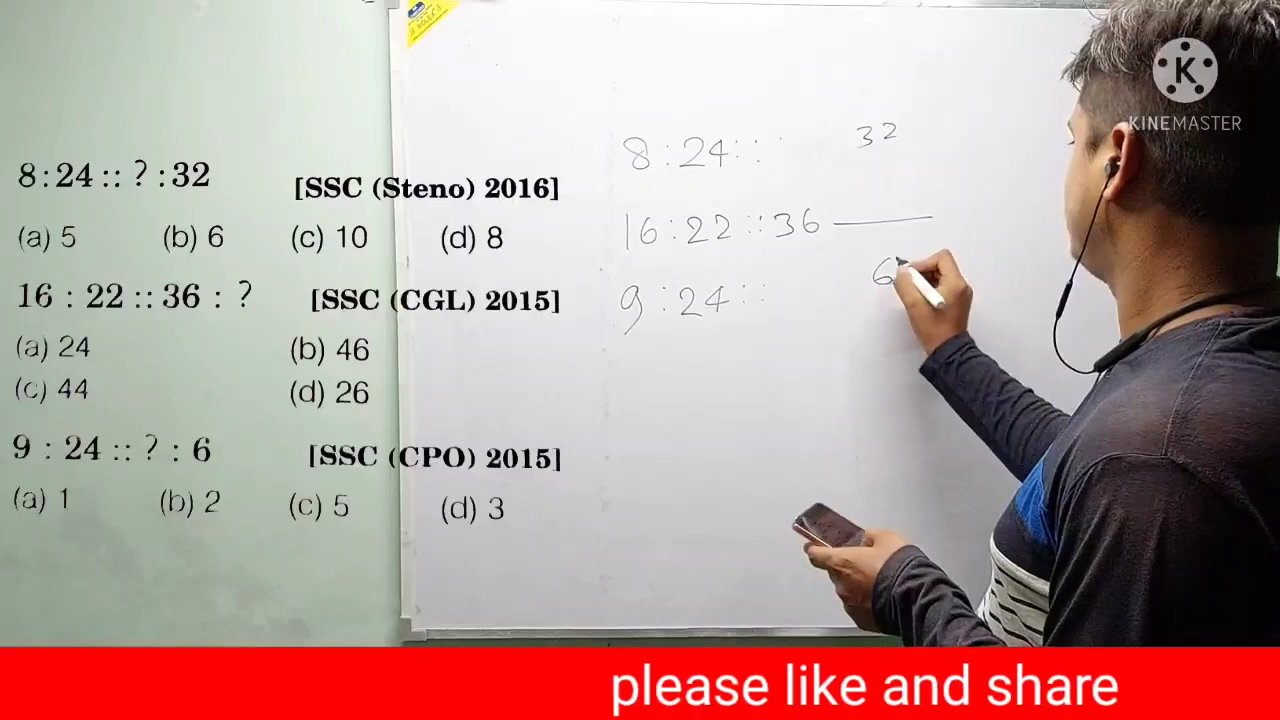 8 : 24 :: ? : 32 [SSC (Steno) 2016]
(a) 5 (b) 6 (c) 10 (d) 8
16 : 22 :: 36 : ? [SSC (CGL) 2015]
(a) 24 (b) 46
(c) 44 (d) 26
9 : 24 :: ? : 6 [SSC (CPO) 2015]
(a) 1 (b) 2 (c) 5 (d) 3
8 : 24 :: 32
16 : 22 :: 36
9 : 24 :: 6
K
KINEMASTER
please like and share